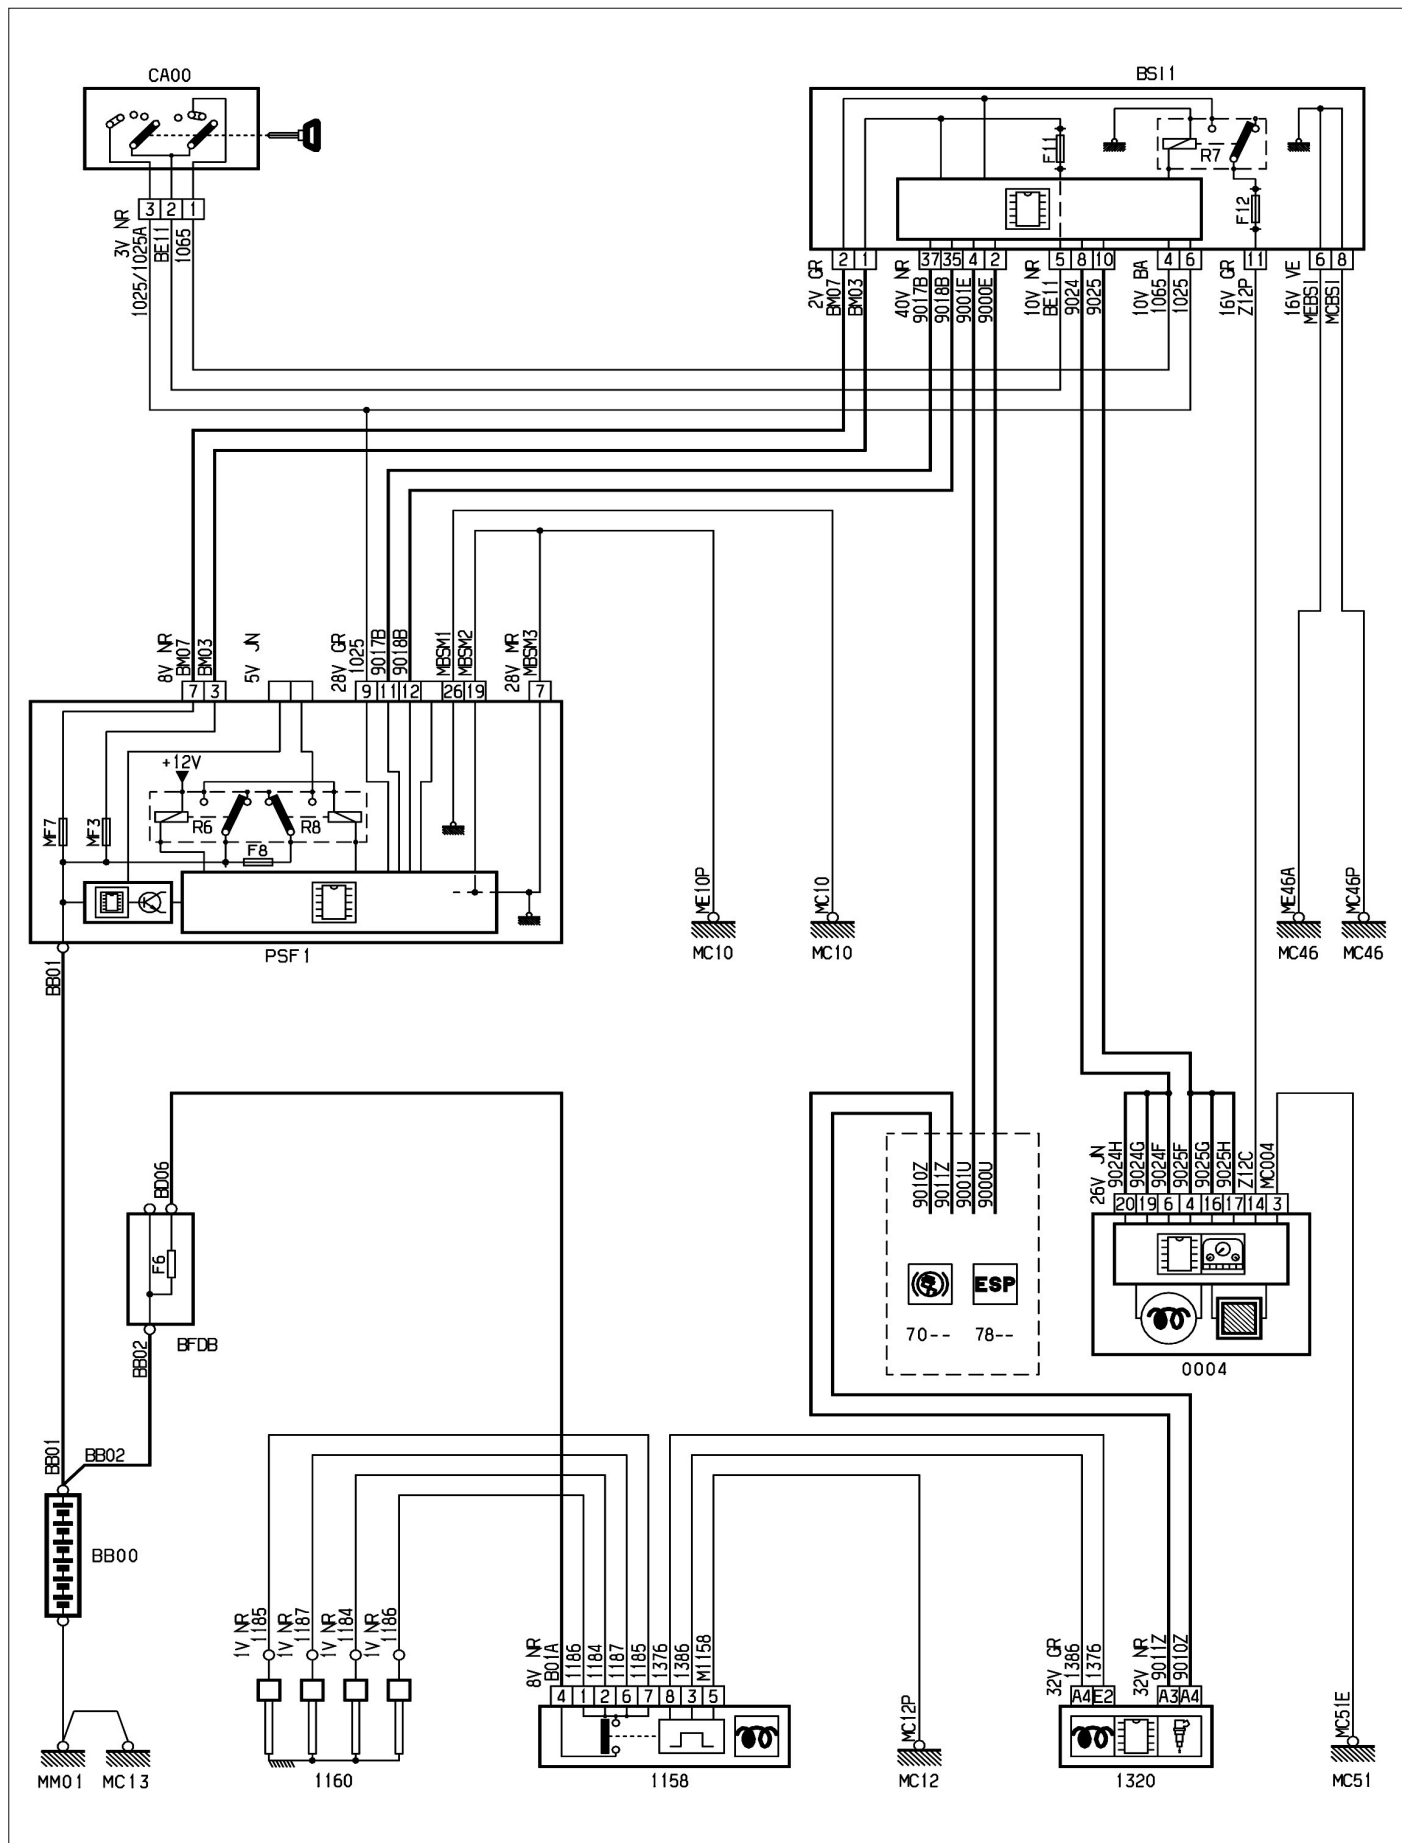 CA00
BSI1
F11
R7
F12
3 2 1
3V NR
1025/1025A
BE11
1065
2 1 37 35 4 2 5 8 10 4 6 11 6 8
2V GR
BM07
BM03
40V NR
9017B
9018B
9001E
9000E
10V NR
BE11
9024
9025
10V BA
1065
1025
16V GR
Z12P
16V VE
MEBSI
MCBSI
8V NR
BM07
BM03
5V JN
28V GR
1025
9017B
9018B
MBSM1
MBSM2
28V MR
MBSM3
7 3 9 11 12 26 19 7
+12V
MF7
MF3
R6
R8
F8
PSF1
ME10P
MC10
MC10
MC10
ME46A
MC46P
MC46
MC46
BB01
BD06
F6
BFDB
BB02
BB01
BB02
BB00
MM01
MC13
9010Z
9011Z
9001U
9000U
ESP
70--
78--
26V JN
9024H
9024G
9024F
9025F
9025G
9025H
Z12C
MC004
20 19 6 4 16 17 14 3
0004
1V NR
1185
1V NR
1187
1V NR
1184
1V NR
1186
1160
8V NR
B01A
1186
1184
1187
1185
1376
1386
M1158
4 1 2 6 7 8 3 5
1158
MC12P
MC12
32V GR
1386
1376
32V NR
9011Z
9010Z
A4 E2 A3 A4
1320
MC51E
MC51